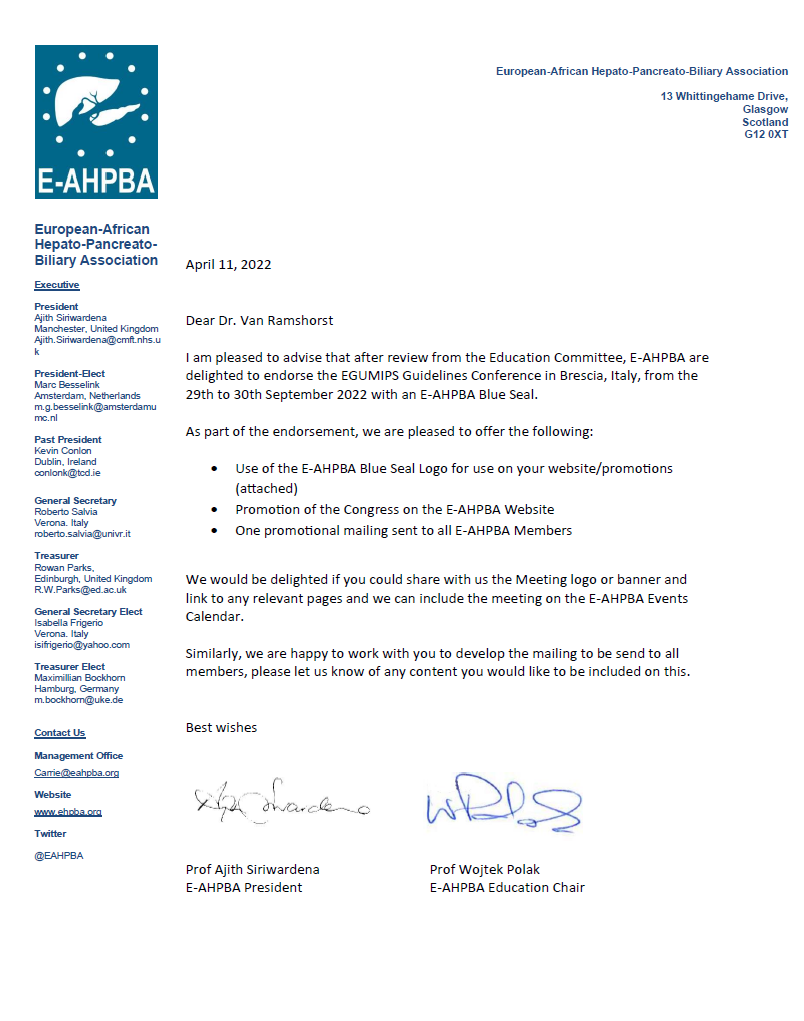 E-AHPBA
European-African Hepato-Pancreato-Biliary Association
13 Whittingehame Drive,
Glasgow
Scotland
G12 0XT
European-African
Hepato-Pancreato-
Biliary Association
Executive
President
Ajith Siriwardena
Manchester, United Kingdom
Ajith.Siriwardena@cmft.nhs.u
k
President-Elect
Marc Besselink
Amsterdam, Netherlands
m.g.besselink@amsterdamu
mc.nl
Past President
Kevin Conlon
Dublin, Ireland
conlonk@tcd.ie
General Secretary
Roberto Salvia
Verona. Italy
roberto.salvia@univr.it
Treasurer
Rowan Parks,
Edinburgh, United Kingdom
R.W.Parks@ed.ac.uk
General Secretary Elect
Isabella Frigerio
Verona. Italy
isifrigerio@yahoo.com
Treasurer Elect
Maximillian Bockhorn
Hamburg, Germany
m.bockhorn@uke.de
Contact Us
Management Office
Carrie@eahpba.org
Website
www.ehpba.org
Twitter
@EAHPBA
April 11, 2022
Dear Dr. Van Ramshorst
I am pleased to advise that after review from the Education Committee, E-AHPBA are
delighted to endorse the EGUMIPS Guidelines Conference in Brescia, Italy, from the
29th to 30th September 2022 with an E-AHPBA Blue Seal.
As part of the endorsement, we are pleased to offer the following:
• Use of the E-AHPBA Blue Seal Logo for use on your website/promotions
(attached)
• Promotion of the Congress on the E-AHPBA Website
• One promotional mailing sent to all E-AHPBA Members
We would be delighted if you could share with us the Meeting logo or banner and
link to any relevant pages and we can include the meeting on the E-AHPBA Events
Calendar.
Similarly, we are happy to work with you to develop the mailing to be send to all
members, please let us know of any content you would like to be included on this.
Best wishes
Prof Ajith Siriwardena
E-AHPBA President
Prof Wojtek Polak
E-AHPBA Education Chair